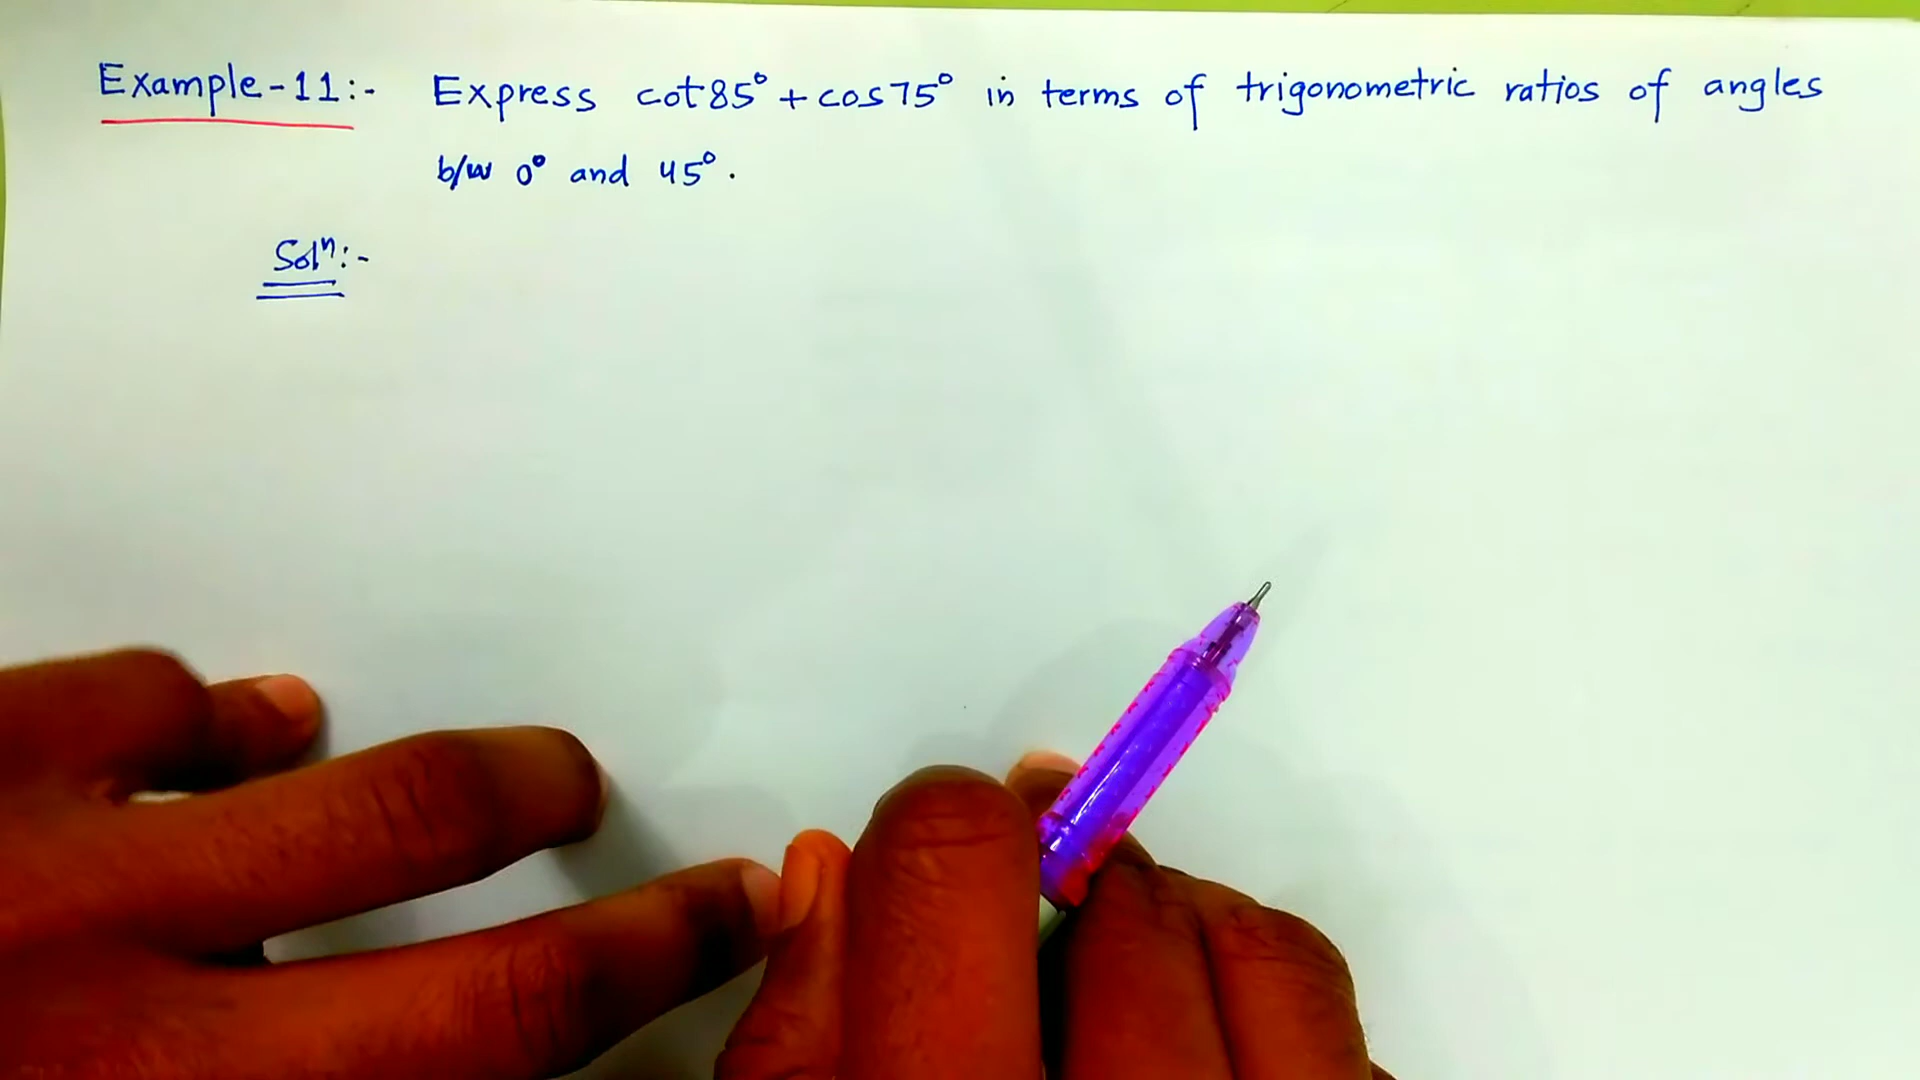 Example-11:- Express cot85° + cos75° in terms of trigonometric ratios of angles
b/w 0° and 45°.
Solⁿ:-